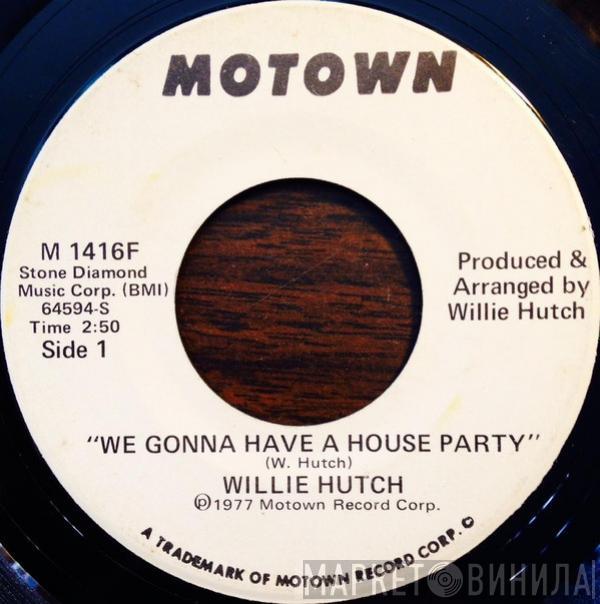 MOTOWN
M 1416F
Stone Diamond
Music Corp. (BMI)
64594-S
Time 2:50
Side 1
Produced &
Arranged by
Willie Hutch
"WE GONNA HAVE A HOUSE PARTY"
(W. Hutch)
WILLIE HUTCH
℗1977 Motown Record Corp.
A TRADEMARK OF MOTOWN RECORD CORP. ©
МАРКЕТ ВИНИЛА